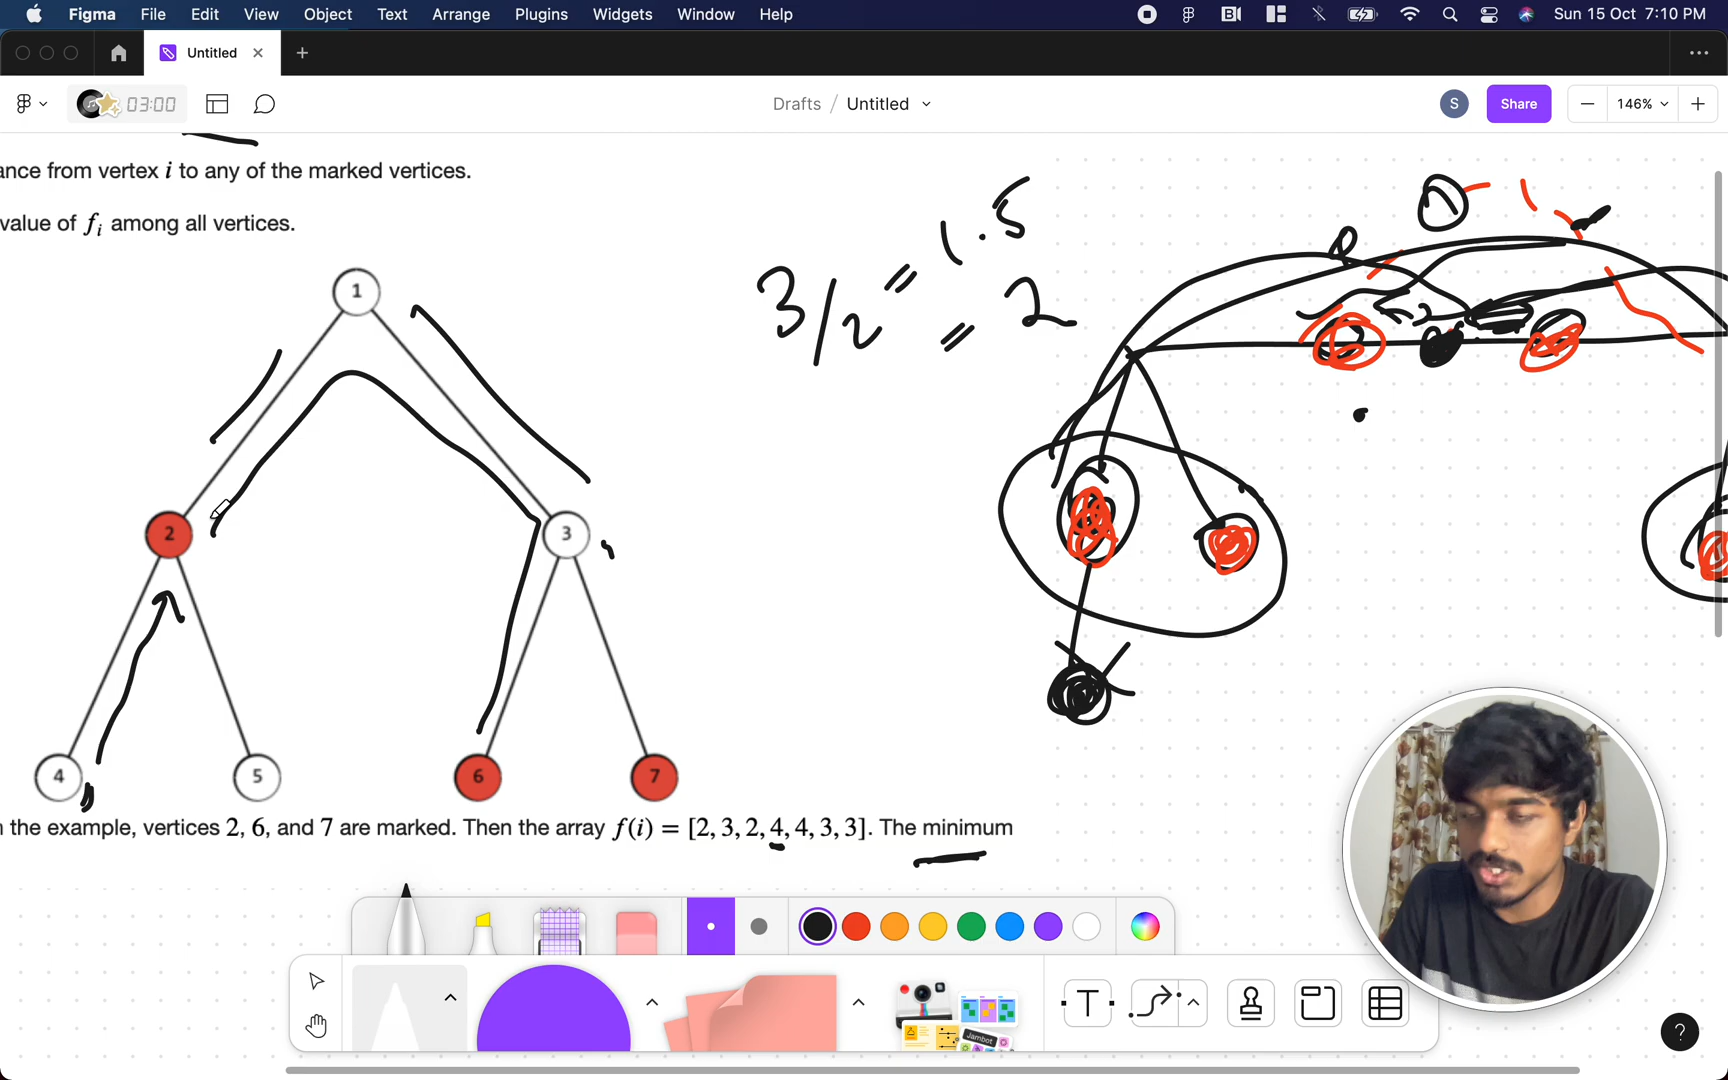 Figma File Edit View Object Text Arrange Plugins Widgets Window Help Sun 15 Oct 7:10 PM
Untitled
03:00 Drafts / Untitled S Share 146%
ance from vertex i to any of the marked vertices.
value of fi among all vertices.
3/2 = 1.5
= 2
2
1
2
3
4
5
6
7
n the example, vertices 2, 6, and 7 are marked. Then the array f(i) = [2, 3, 2, 4, 4, 3, 3]. The minimum
T
Jambot
?